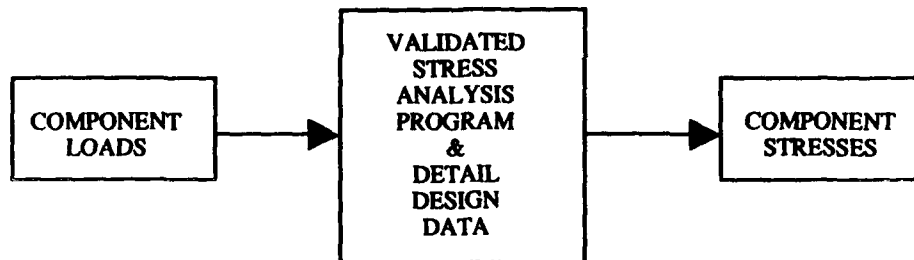 COMPONENT
LOADS
VALIDATED
STRESS
ANALYSIS
PROGRAM
&
DETAIL
DESIGN
DATA
COMPONENT
STRESSES